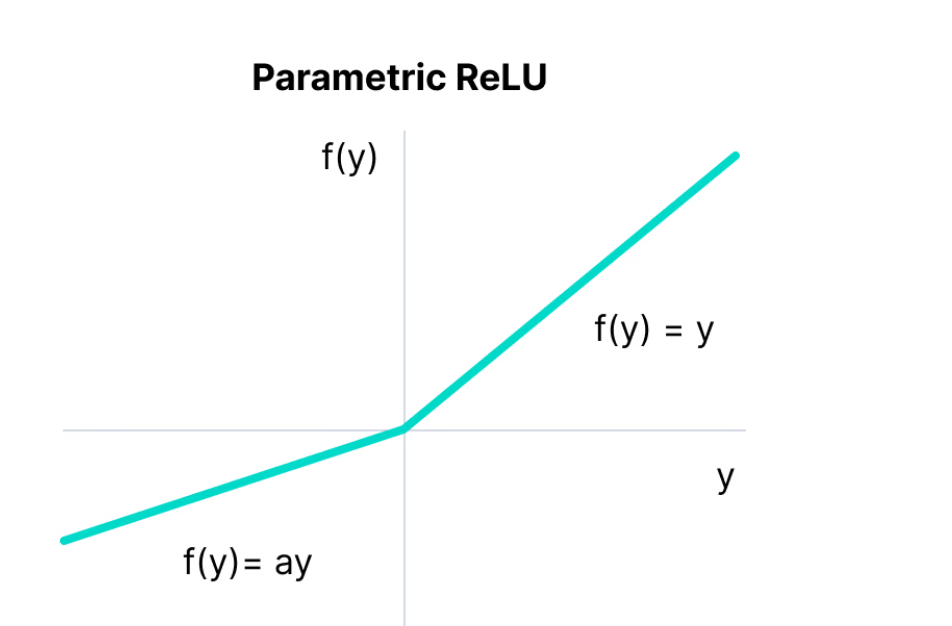 Parametric ReLU
f(y)
f(y) = y
y
f(y)= ay